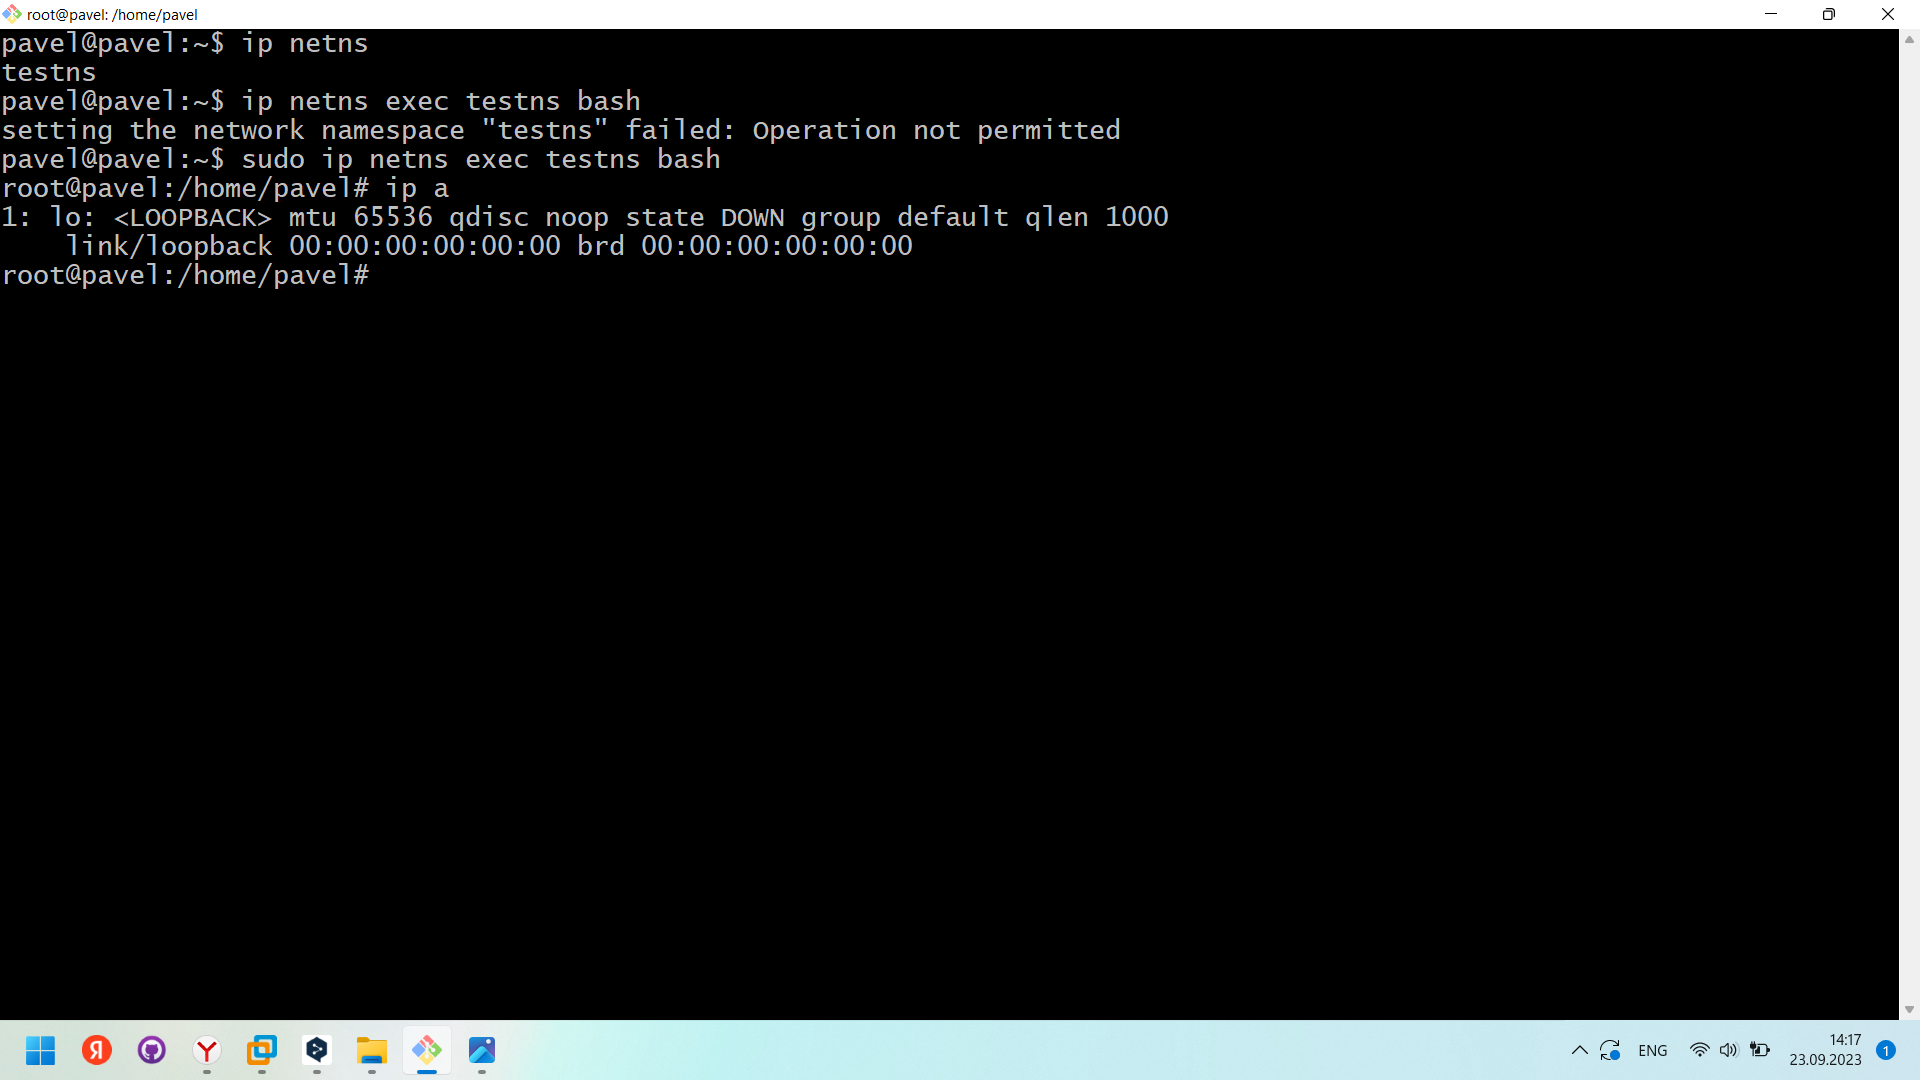 root@pavel: /home/pavel
pavel@pavel:~$ ip netns
testns
pavel@pavel:~$ ip netns exec testns bash
setting the network namespace "testns" failed: Operation not permitted
pavel@pavel:~$ sudo ip netns exec testns bash
root@pavel:/home/pavel# ip a
1: lo: <LOOPBACK> mtu 65536 qdisc noop state DOWN group default qlen 1000
    link/loopback 00:00:00:00:00:00 brd 00:00:00:00:00:00
root@pavel:/home/pavel#
ENG
14:17
23.09.2023
1